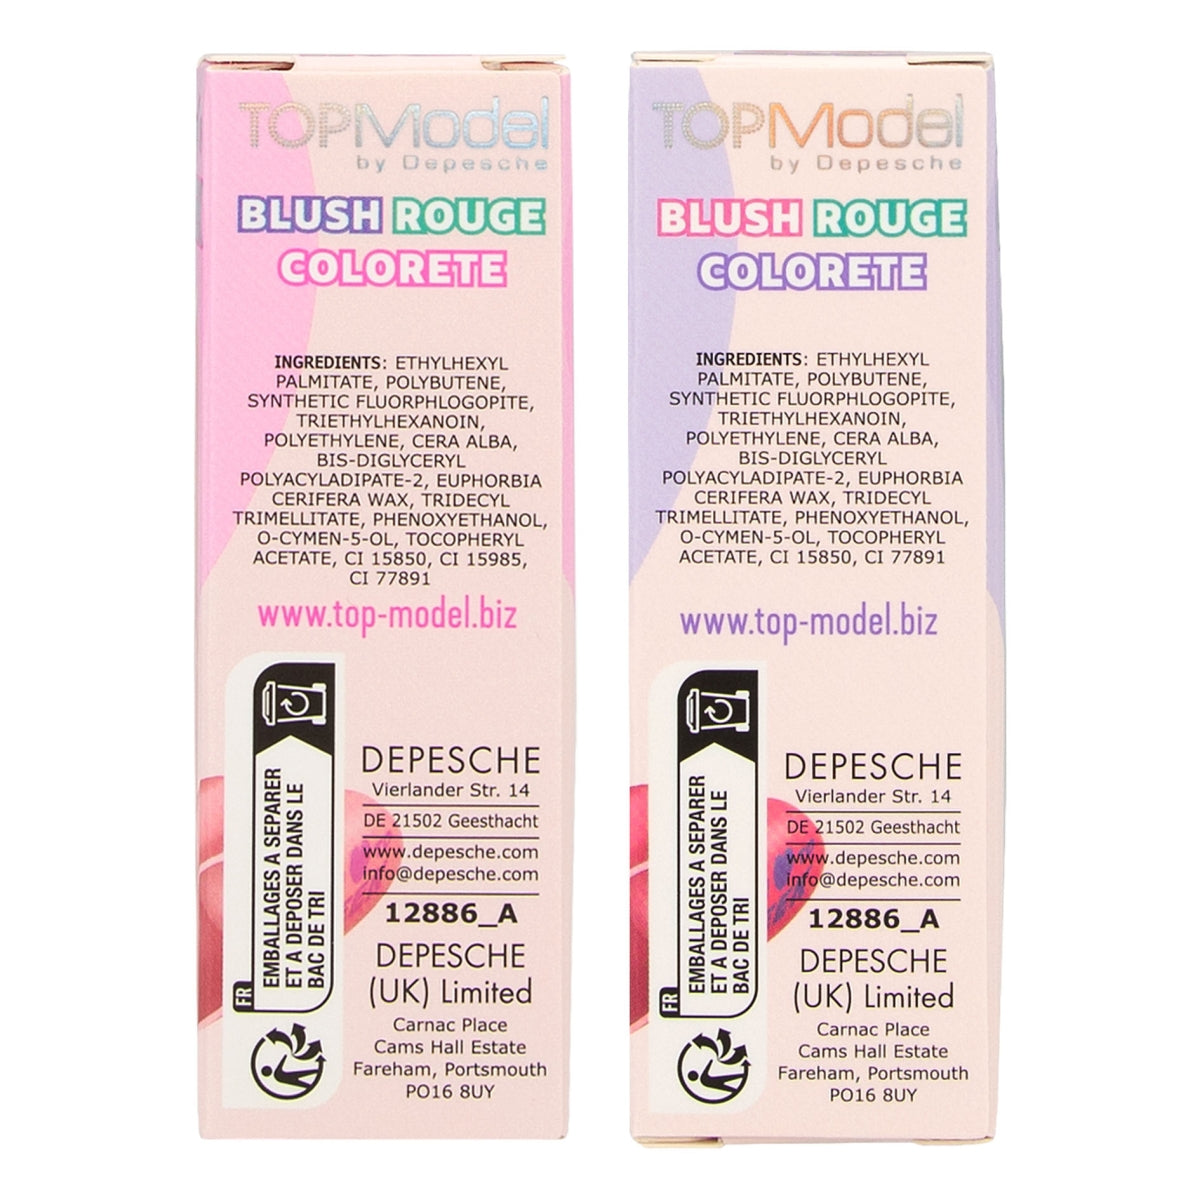 TOPModel
by Depesche
BLUSH ROUGE
COLORETE
INGREDIENTS: ETHYLHEXYL
PALMITATE, POLYBUTENE,
SYNTHETIC FLUORPHLOGOPITE,
TRIETHYLHEXANOIN,
POLYETHYLENE, CERA ALBA,
BIS-DIGLYCERYL
POLYACYLADIPATE-2, EUPHORBIA
CERIFERA WAX, TRIDECYL
TRIMELLITATE, PHENOXYETHANOL,
O-CYMEN-5-OL, TOCOPHERYL
ACETATE, CI 15850, CI 15985,
CI 77891
www.top-model.biz
FR
EMBALLAGES A SEPARER
ET A DEPOSER DANS LE
BAC DE TRI
DEPESCHE
Vierlander Str. 14
DE 21502 Geesthacht
www.depesche.com
info@depesche.com
12886_A
DEPESCHE
(UK) Limited
Carnac Place
Cams Hall Estate
Fareham, Portsmouth
PO16 8UY
TOPModel
by Depesche
BLUSH ROUGE
COLORETE
INGREDIENTS: ETHYLHEXYL
PALMITATE, POLYBUTENE,
SYNTHETIC FLUORPHLOGOPITE,
TRIETHYLHEXANOIN,
POLYETHYLENE, CERA ALBA,
BIS-DIGLYCERYL
POLYACYLADIPATE-2, EUPHORBIA
CERIFERA WAX, TRIDECYL
TRIMELLITATE, PHENOXYETHANOL,
O-CYMEN-5-OL, TOCOPHERYL
ACETATE, CI 15850, CI 77891
www.top-model.biz
FR
EMBALLAGES A SEPARER
ET A DEPOSER DANS LE
BAC DE TRI
DEPESCHE
Vierlander Str. 14
DE 21502 Geesthacht
www.depesche.com
info@depesche.com
12886_A
DEPESCHE
(UK) Limited
Carnac Place
Cams Hall Estate
Fareham, Portsmouth
PO16 8UY